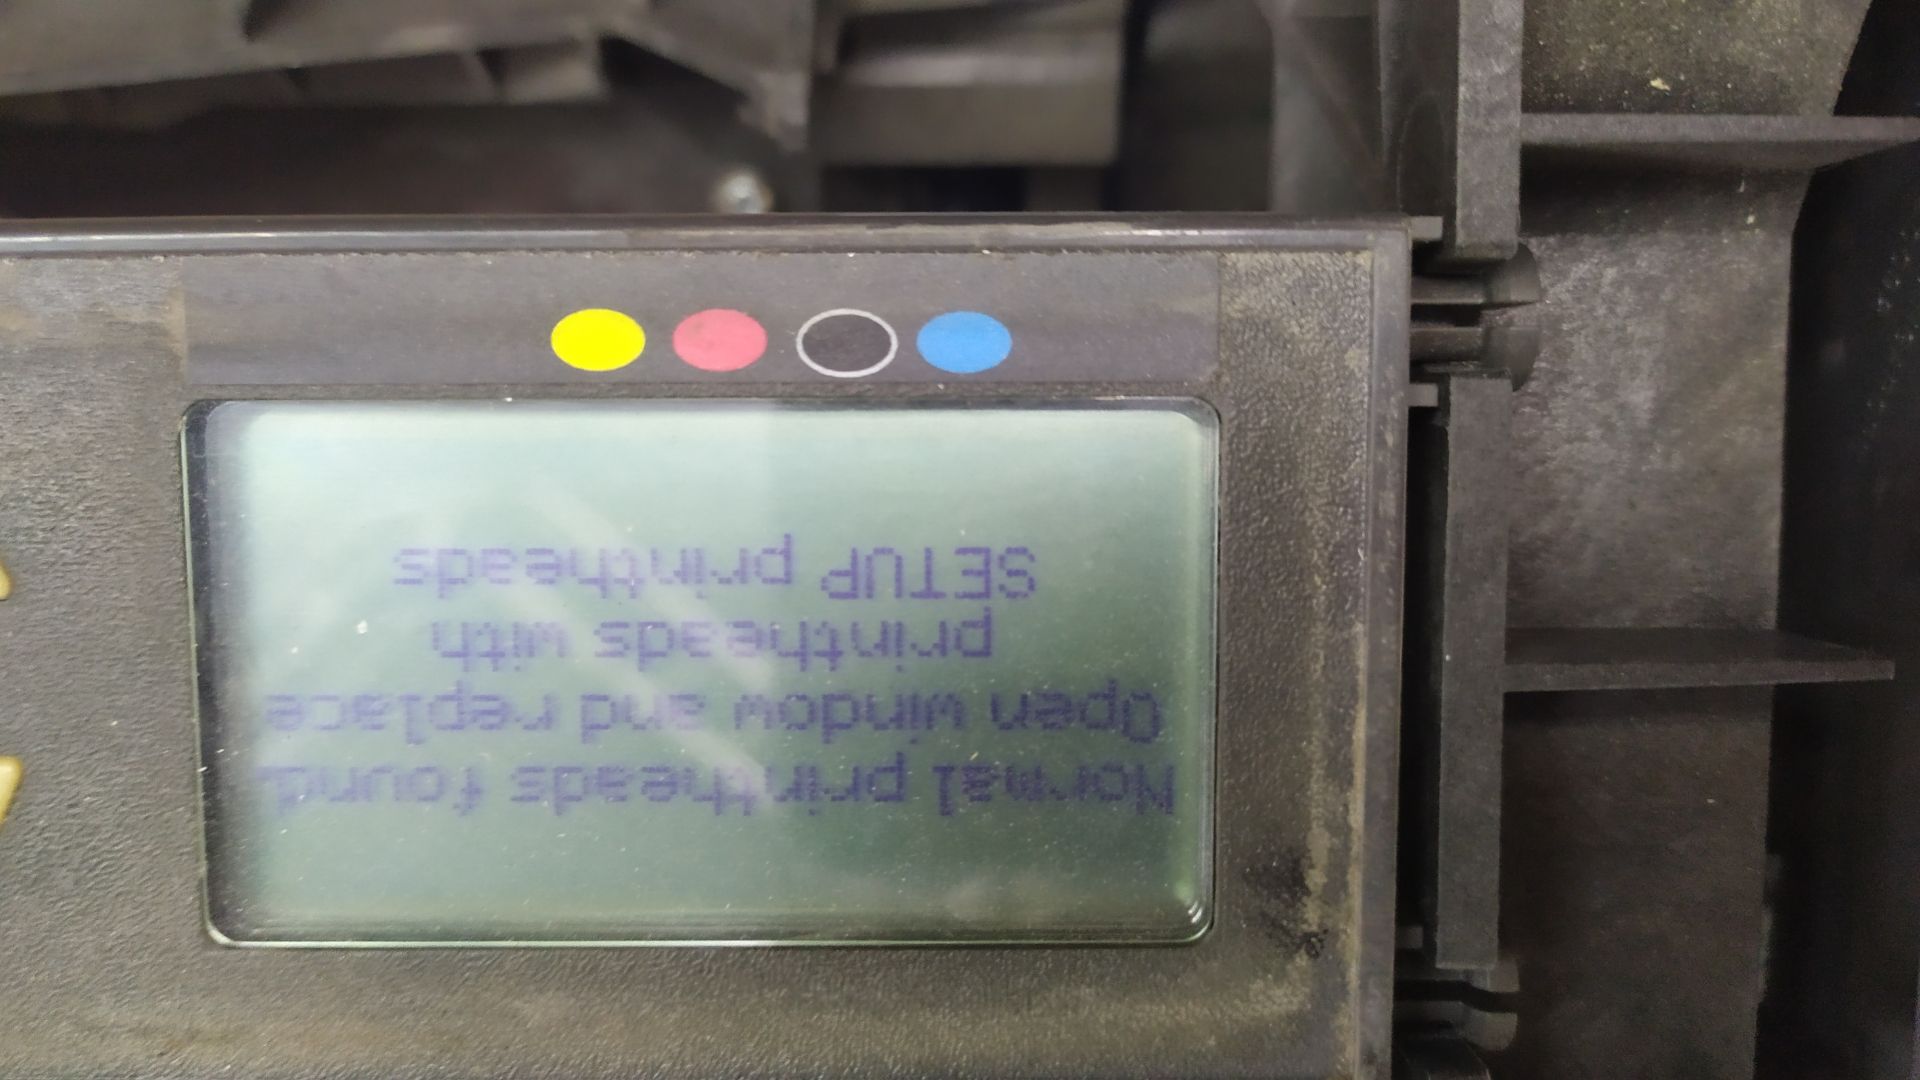 Normal printheads found.
Open window and replace
printheads with
SETUP printheads